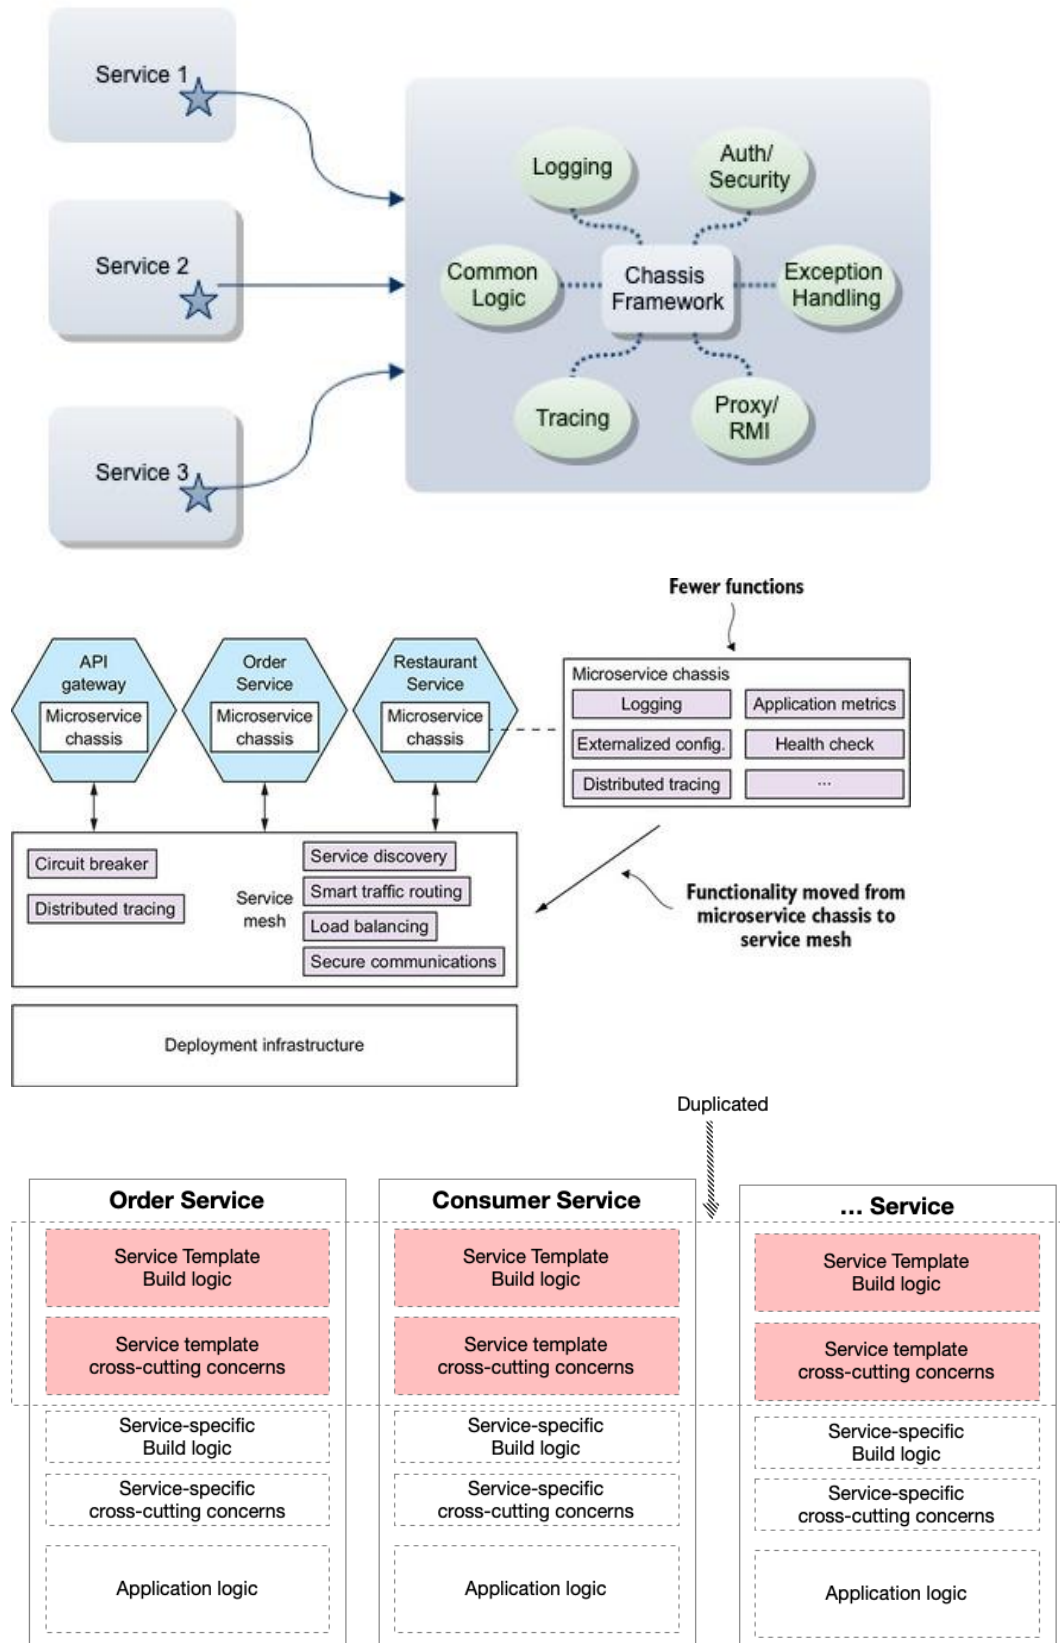 Service 1
Service 2
Service 3
Logging
Auth/
Security
Common
Logic
Chassis
Framework
Exception
Handling
Tracing
Proxy/
RMI
Fewer functions
API
gateway
Microservice
chassis
Order
Service
Microservice
chassis
Restaurant
Service
Microservice
chassis
Microservice chassis
Logging
Application metrics
Externalized config.
Health check
Distributed tracing
...
Circuit breaker
Distributed tracing
Service
mesh
Service discovery
Smart traffic routing
Load balancing
Secure communications
Functionality moved from
microservice chassis to
service mesh
Deployment infrastructure
Duplicated
Order Service
Service Template
Build logic
Service template
cross-cutting concerns
Service-specific
Build logic
Service-specific
cross-cutting concerns
Application logic
Consumer Service
Service Template
Build logic
Service template
cross-cutting concerns
Service-specific
Build logic
Service-specific
cross-cutting concerns
Application logic
... Service
Service Template
Build logic
Service template
cross-cutting concerns
Service-specific
Build logic
Service-specific
cross-cutting concerns
Application logic